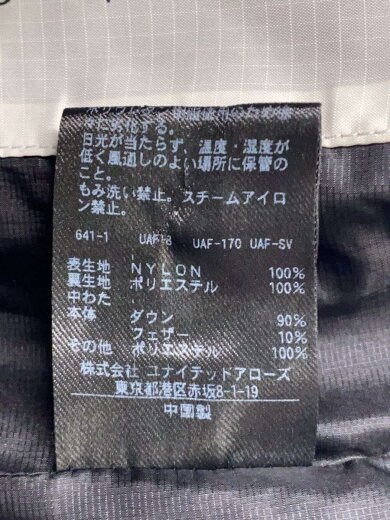 劣化する。
日光が当たらず、温度・湿度が
低く風通しのよい場所に保管の
こと。
もみ洗い禁止。スチームアイロ
ン禁止。
641-1 UAF-170 UAF-SV
表生地 NYLON 100%
裏生地 ポリエステル 100%
中わた
本体 ダウン 90%
フェザー 10%
その他 ポリエステル 100%
株式会社 ユナイテッドアローズ
東京都港区赤坂8-1-19
中国製